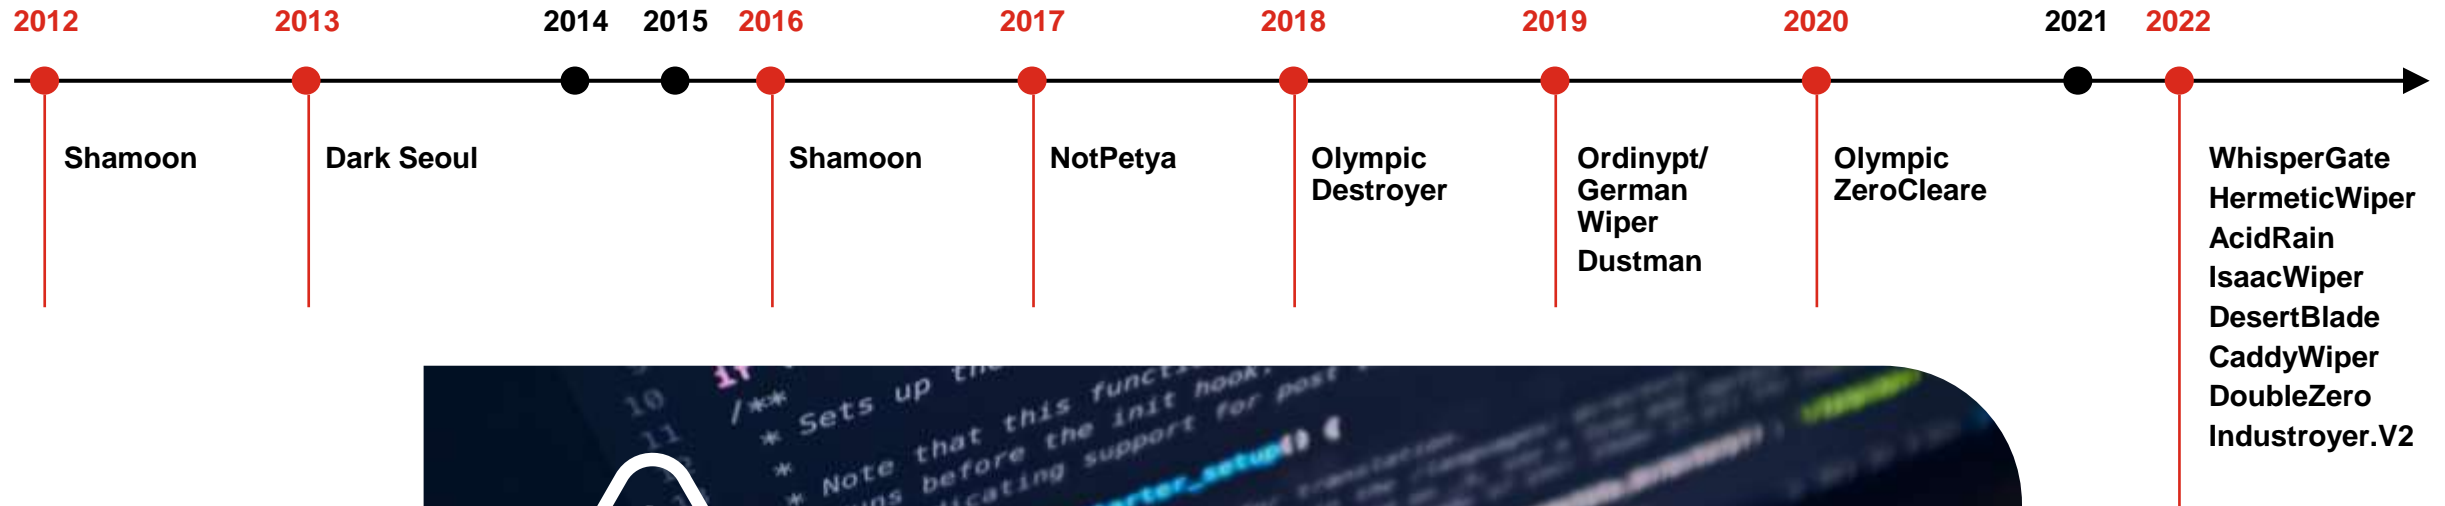 2012 2013 2014 2015 2016 2017 2018 2019 2020 2021 2022
Shamoon
Dark Seoul
Shamoon
NotPetya
Olympic
Destroyer
Ordinypt/
German
Wiper
Dustman
Olympic
ZeroCleare
WhisperGate
HermeticWiper
AcidRain
IsaacWiper
DesertBlade
CaddyWiper
DoubleZero
Industroyer.V2
10
11
/**
* Sets up
*
* Note that this
before the init hook.
support for post